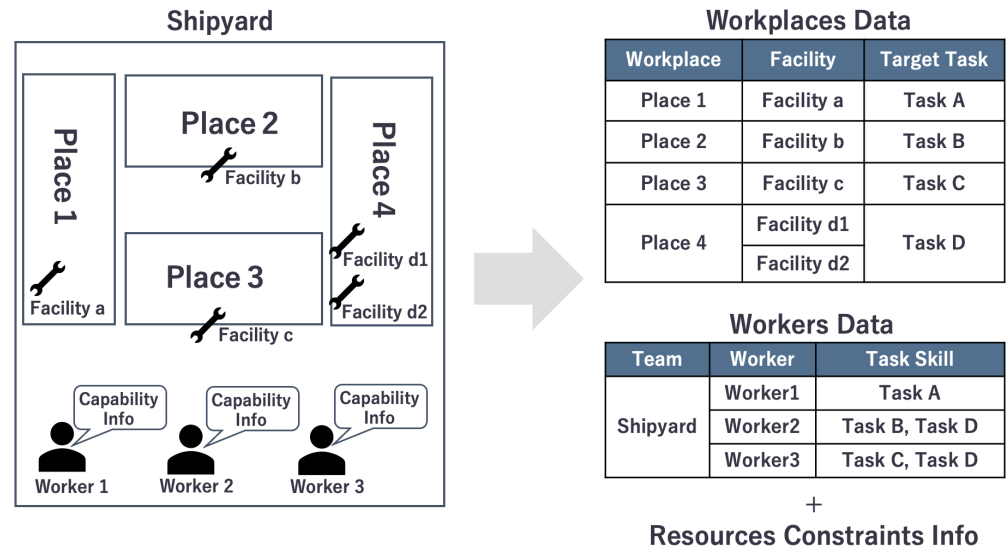 Shipyard
Place 1
Place 2
Facility b
Place 4
Facility a
Place 3
Facility c
Facility d1
Facility d2
Capability
Info
Capability
Info
Capability
Info
Worker 1
Worker 2
Worker 3
Workplaces Data
Workplace Facility Target Task
Place 1 Facility a Task A
Place 2 Facility b Task B
Place 3 Facility c Task C
Place 4 Facility d1 Task D
Facility d2
Workers Data
Team Worker Task Skill
Worker1 Task A
Shipyard Worker2 Task B, Task D
Worker3 Task C, Task D
+
Resources Constraints Info